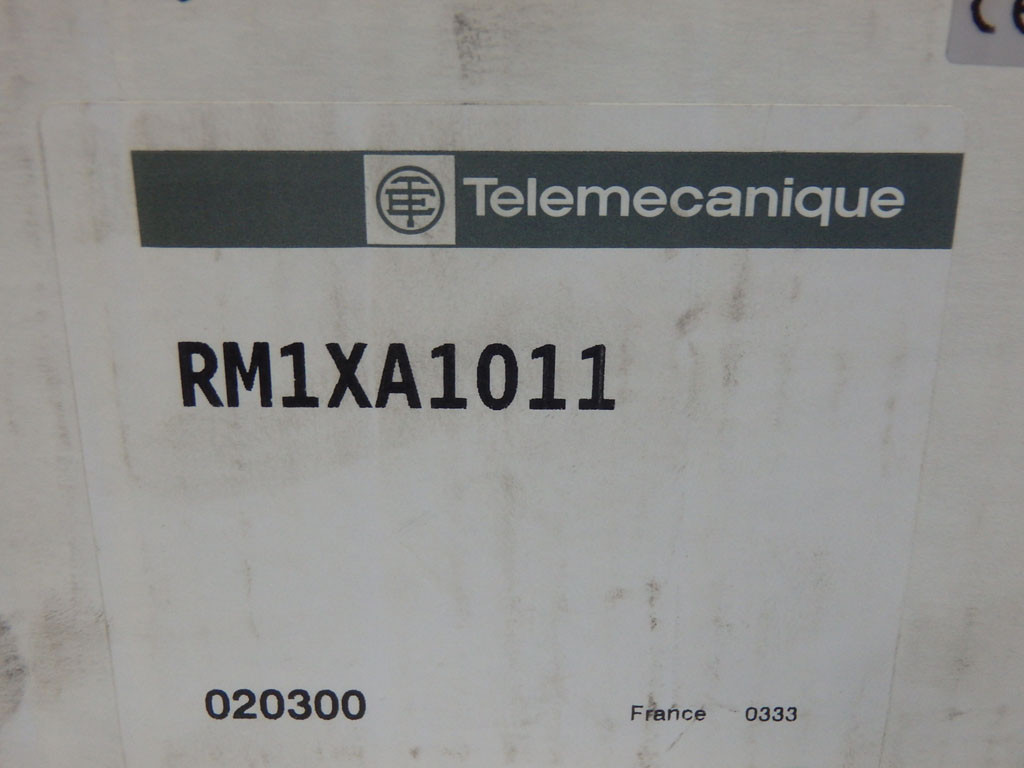 Telemecanique
RM1XA1011
020300
France 0333